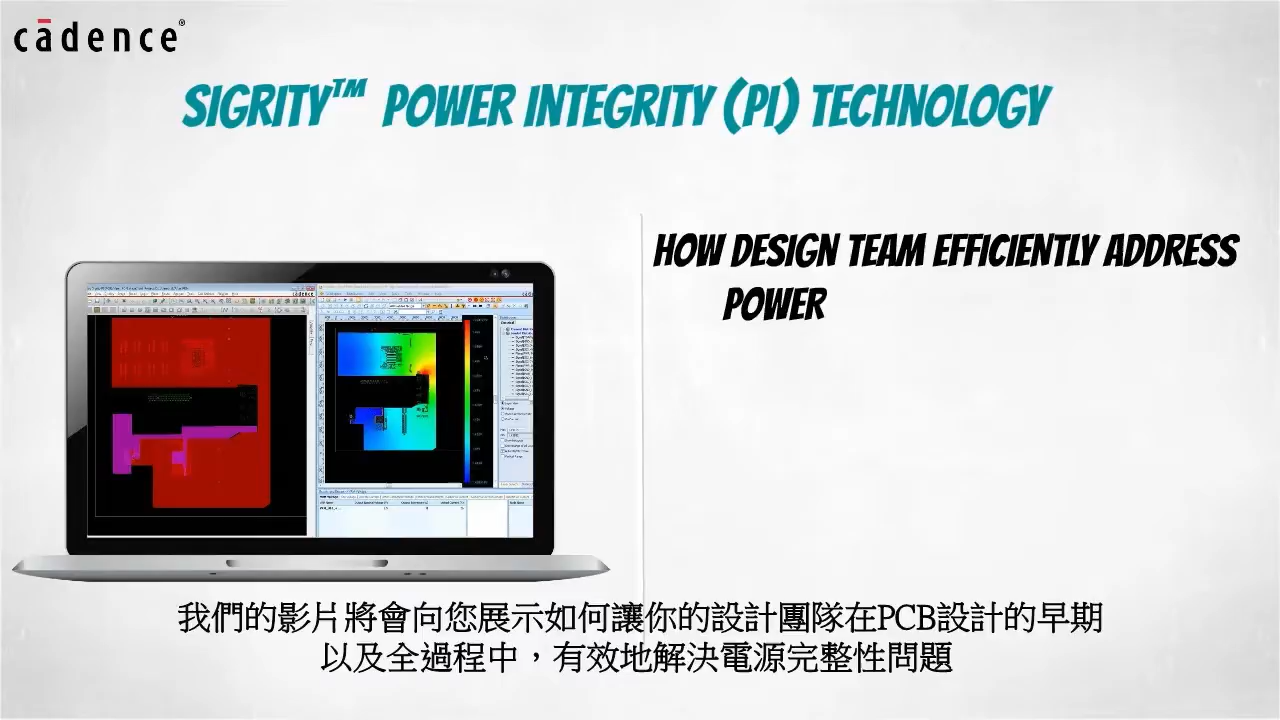 cādence®
SIGRITY™ POWER INTEGRITY (PI) TECHNOLOGY
HOW DESIGN TEAM EFFICIENTLY ADDRESS
POWER
cādence
cādence
我們的影片將會向您展示如何讓你的設計團隊在PCB設計的早期
以及全過程中，有效地解決電源完整性問題